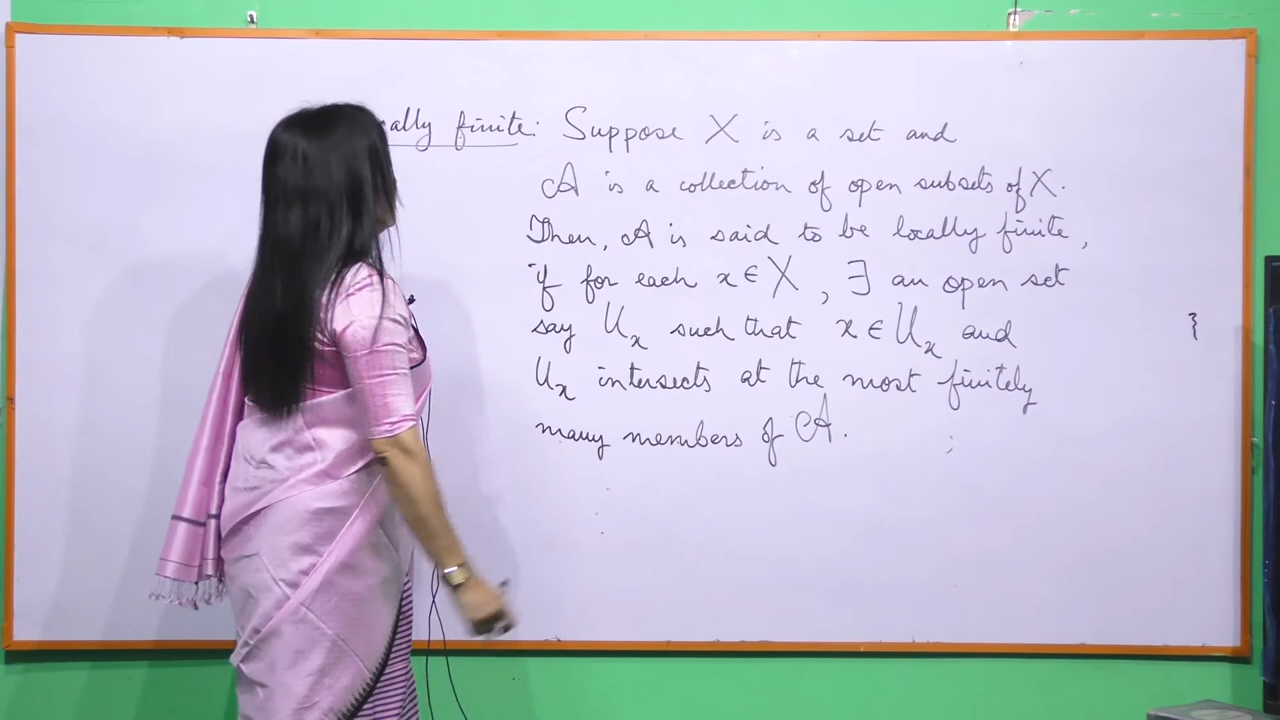 ally finite: Suppose X is a set and
𝒜 is a collection of open subsets of X.
Then, 𝒜 is said to be locally finite,
if for each x ∈ X, ∃ an open set
say Uₓ such that x ∈ Uₓ and
Uₓ intersects at the most finitely
many members of 𝒜.